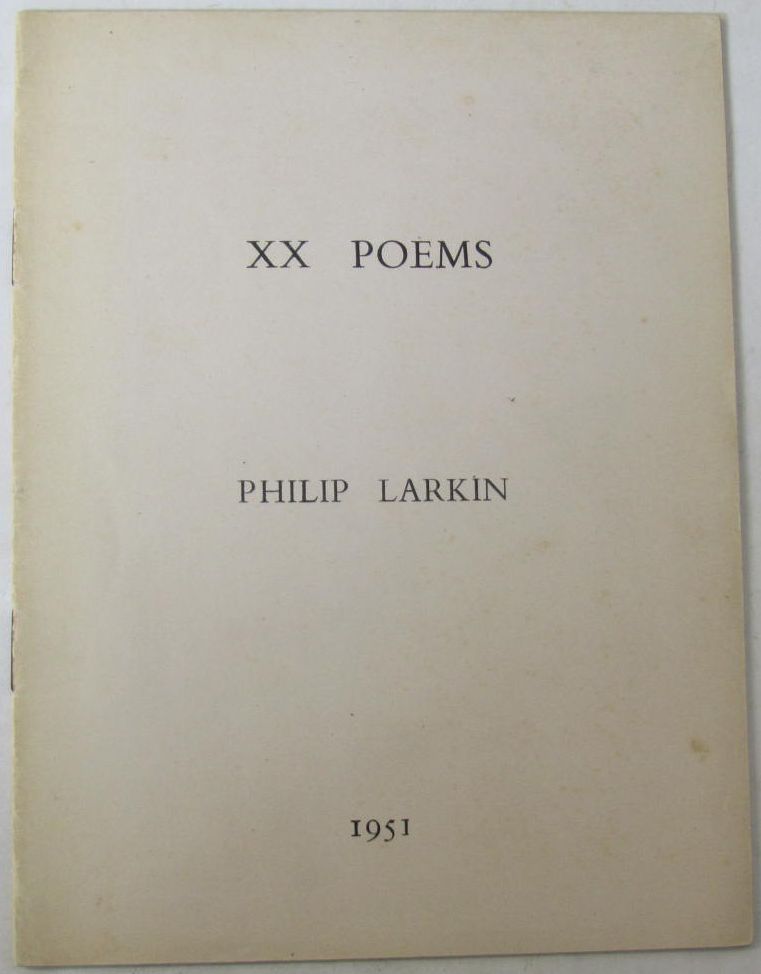 XX POEMS
PHILIP LARKIN
1951